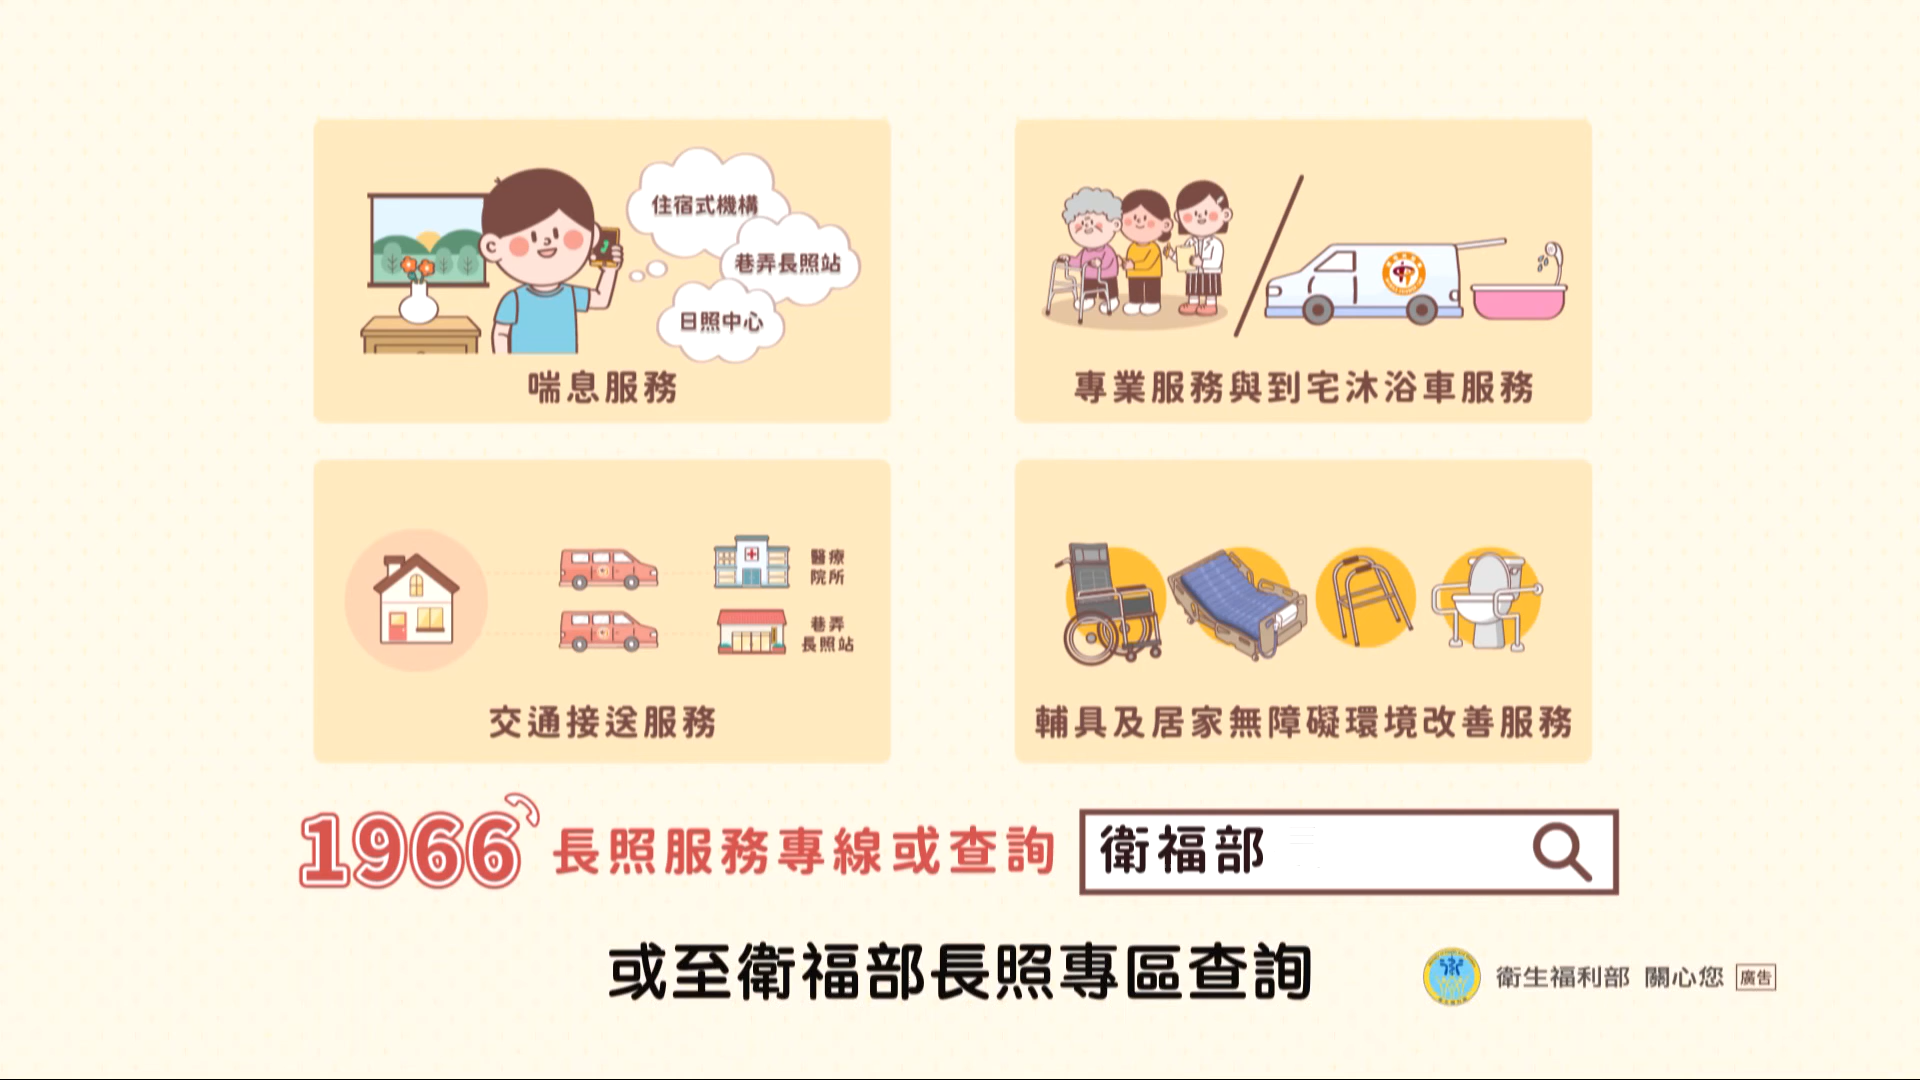 住宿式機構
巷弄長照站
日照中心
喘息服務
專業服務與到宅沐浴車服務
醫療
院所
巷弄
長照站
交通接送服務
輔具及居家無障礙環境改善服務
1966 長照服務專線或查詢 衛福部
或至衛福部長照專區查詢
衛生福利部 關心您 廣告